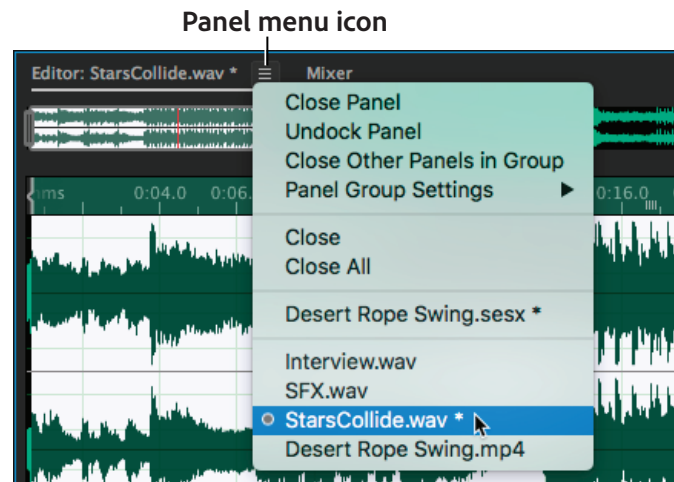 Panel menu icon
Editor: StarsCollide.wav * ≡ Mixer
Close Panel
Undock Panel
Close Other Panels in Group
Panel Group Settings
ms 0:04.0 0:06. 0:16.0
Close
Close All
Desert Rope Swing.sesx *
Interview.wav
SFX.wav
StarsCollide.wav *
Desert Rope Swing.mp4